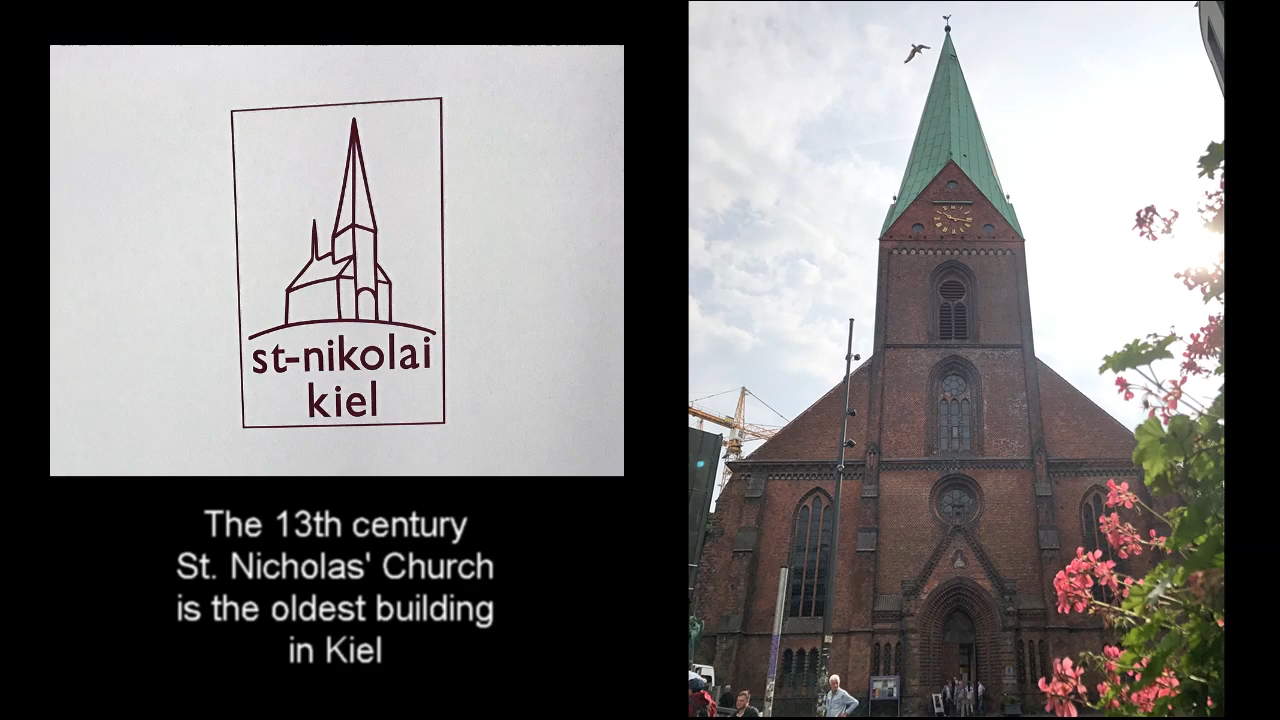 st-nikolai
kiel
The 13th century
St. Nicholas' Church
is the oldest building
in Kiel